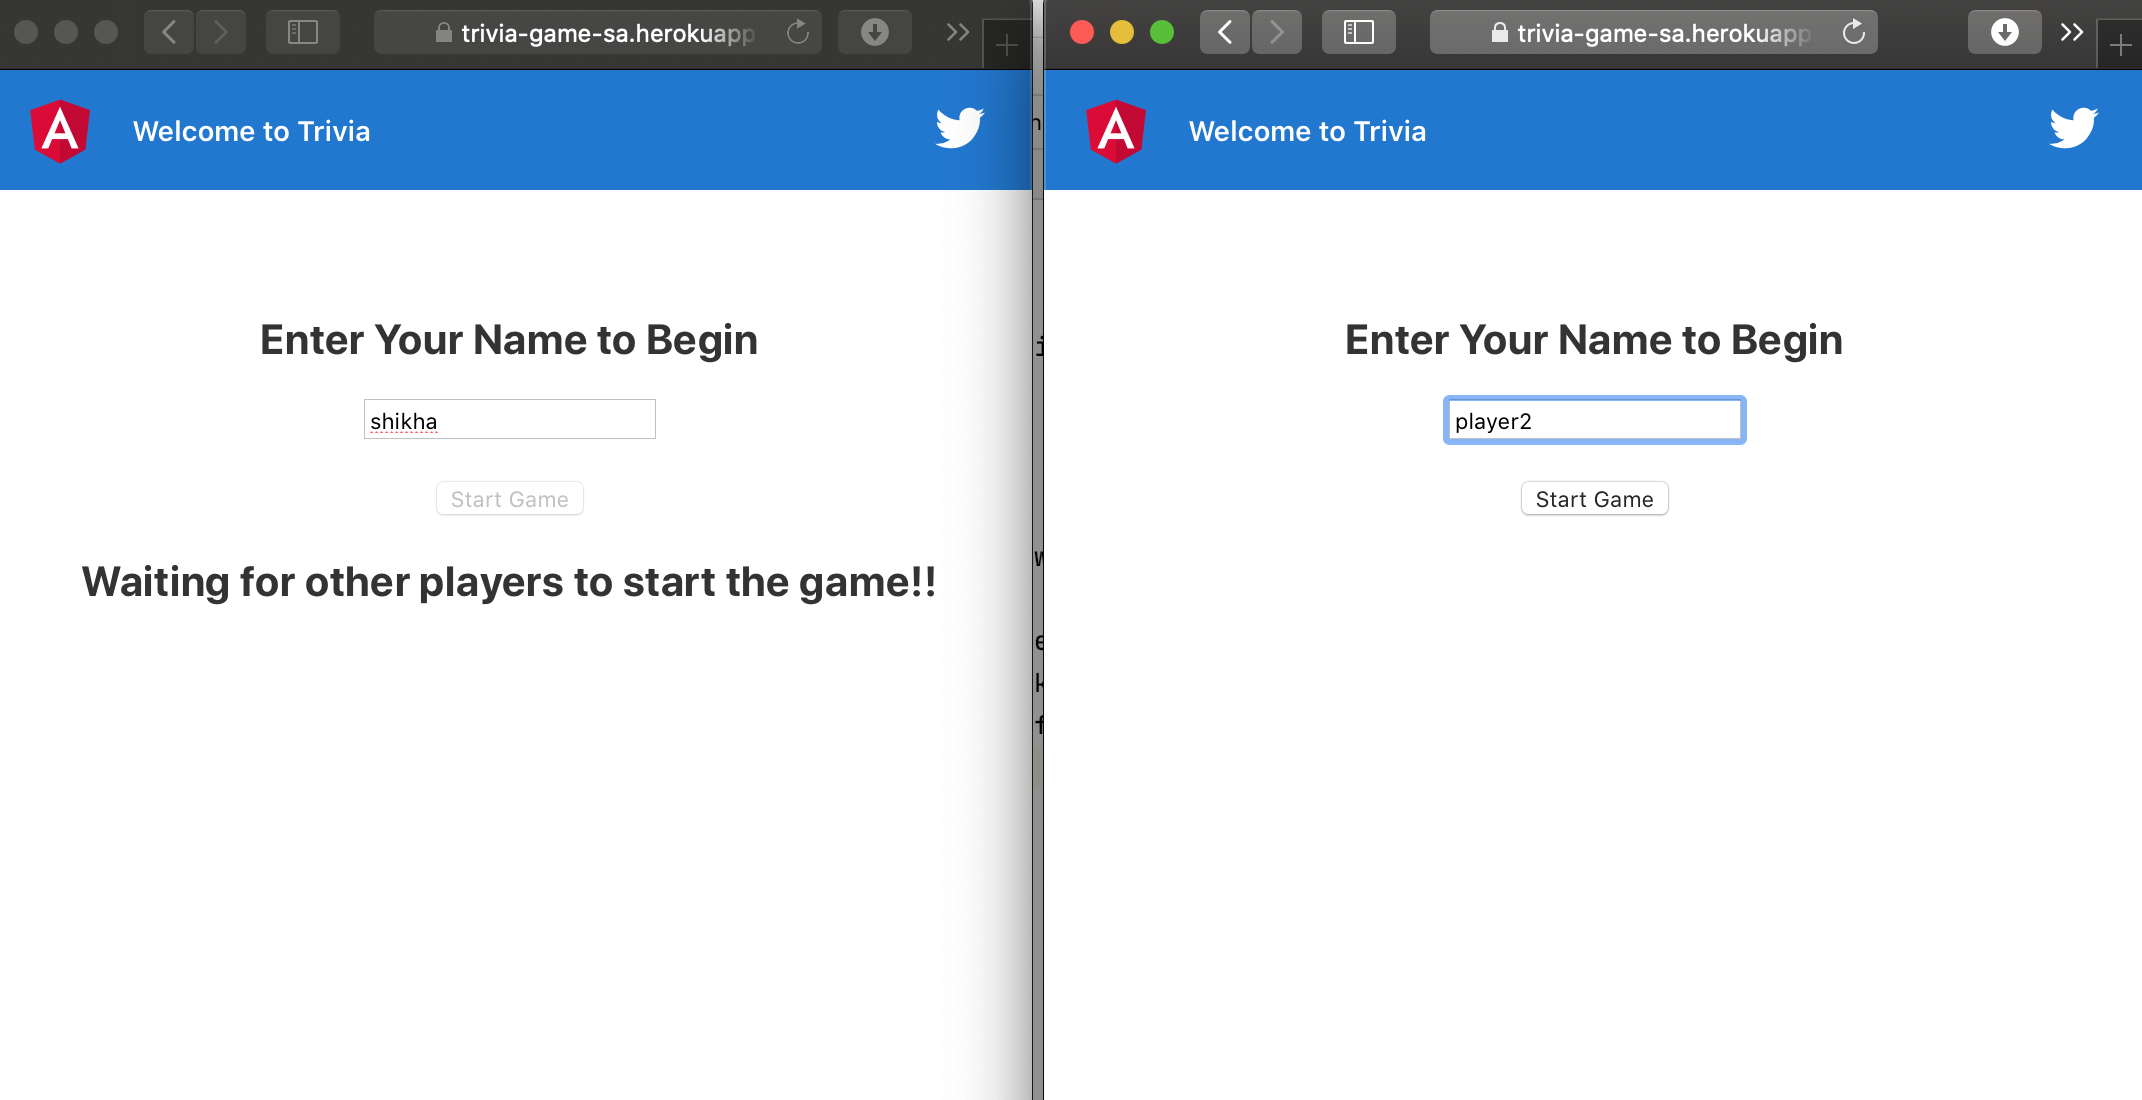 trivia-game-sa.herokuapp
Welcome to Trivia
Enter Your Name to Begin
shikha
Start Game
Waiting for other players to start the game!!
trivia-game-sa.herokuapp
Welcome to Trivia
Enter Your Name to Begin
player2
Start Game